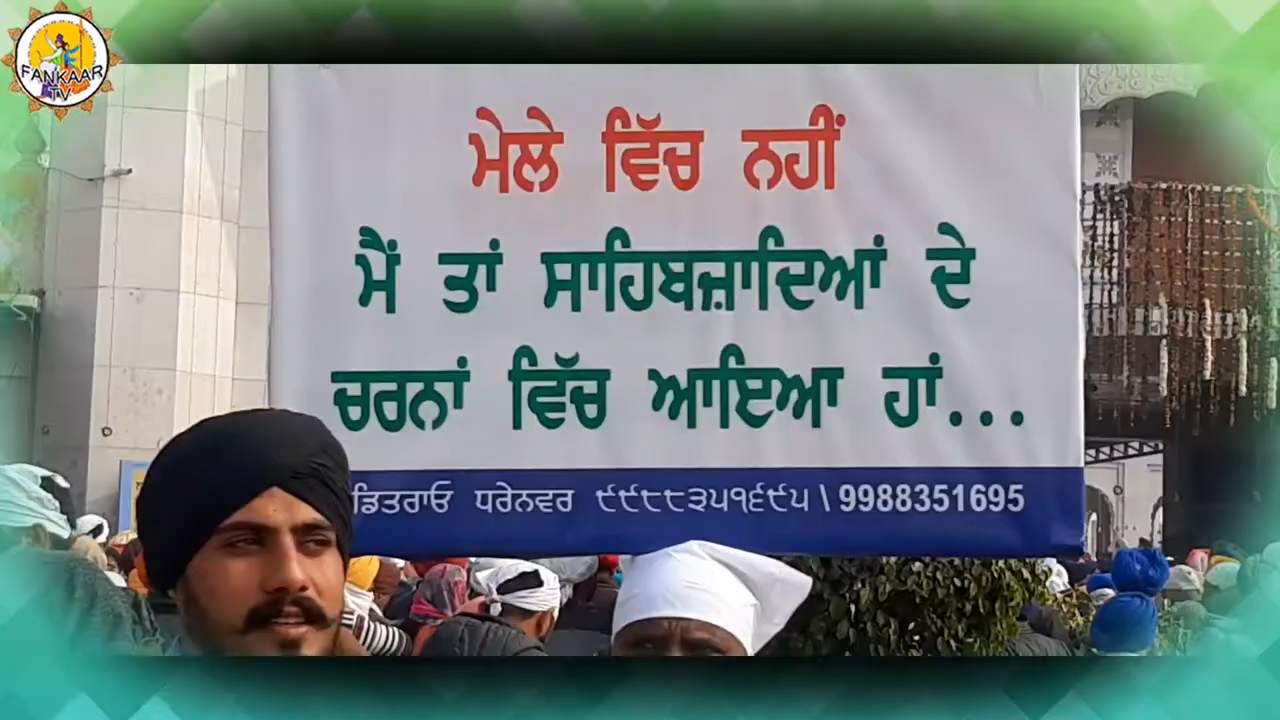 FANKAAR
TV
ਮੇਲੇ ਵਿੱਚ ਨਹੀਂ
ਮੈਂ ਤਾਂ ਸਾਹਿਬਜ਼ਾਦਿਆਂ ਦੇ
ਚਰਨਾਂ ਵਿੱਚ ਆਇਆ ਹਾਂ...
ਡਿਤਰਾਓ ਧਰੇਨਵਰ ੯੯੮੮੩੫੧੬੯੫ \ 9988351695